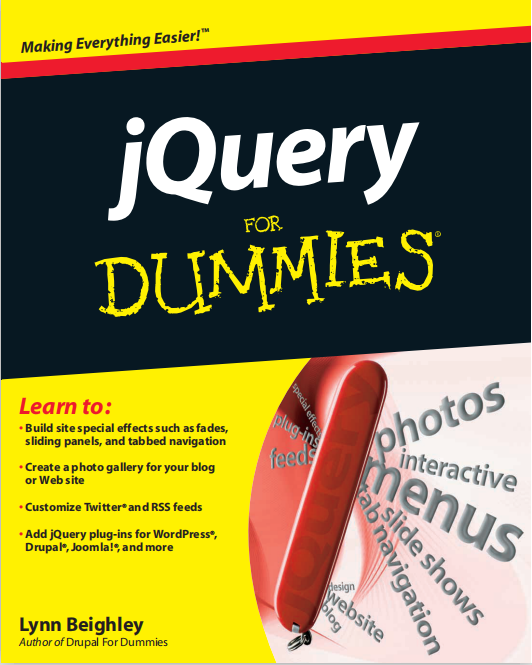 Making Everything Easier!™
jQuery
FOR
DUMMIES®
Learn to:
• Build site special effects such as fades,
sliding panels, and tabbed navigation
• Create a photo gallery for your blog
or Web site
• Customize Twitter® and RSS feeds
• Add jQuery plug-ins for WordPress®,
Drupal®, Joomla!®, and more
Lynn Beighley
Author of Drupal For Dummies
special effects
plug-ins
feeds
jQuery
photos
interactive
menus
slide shows
tab navigation
design
website
blog